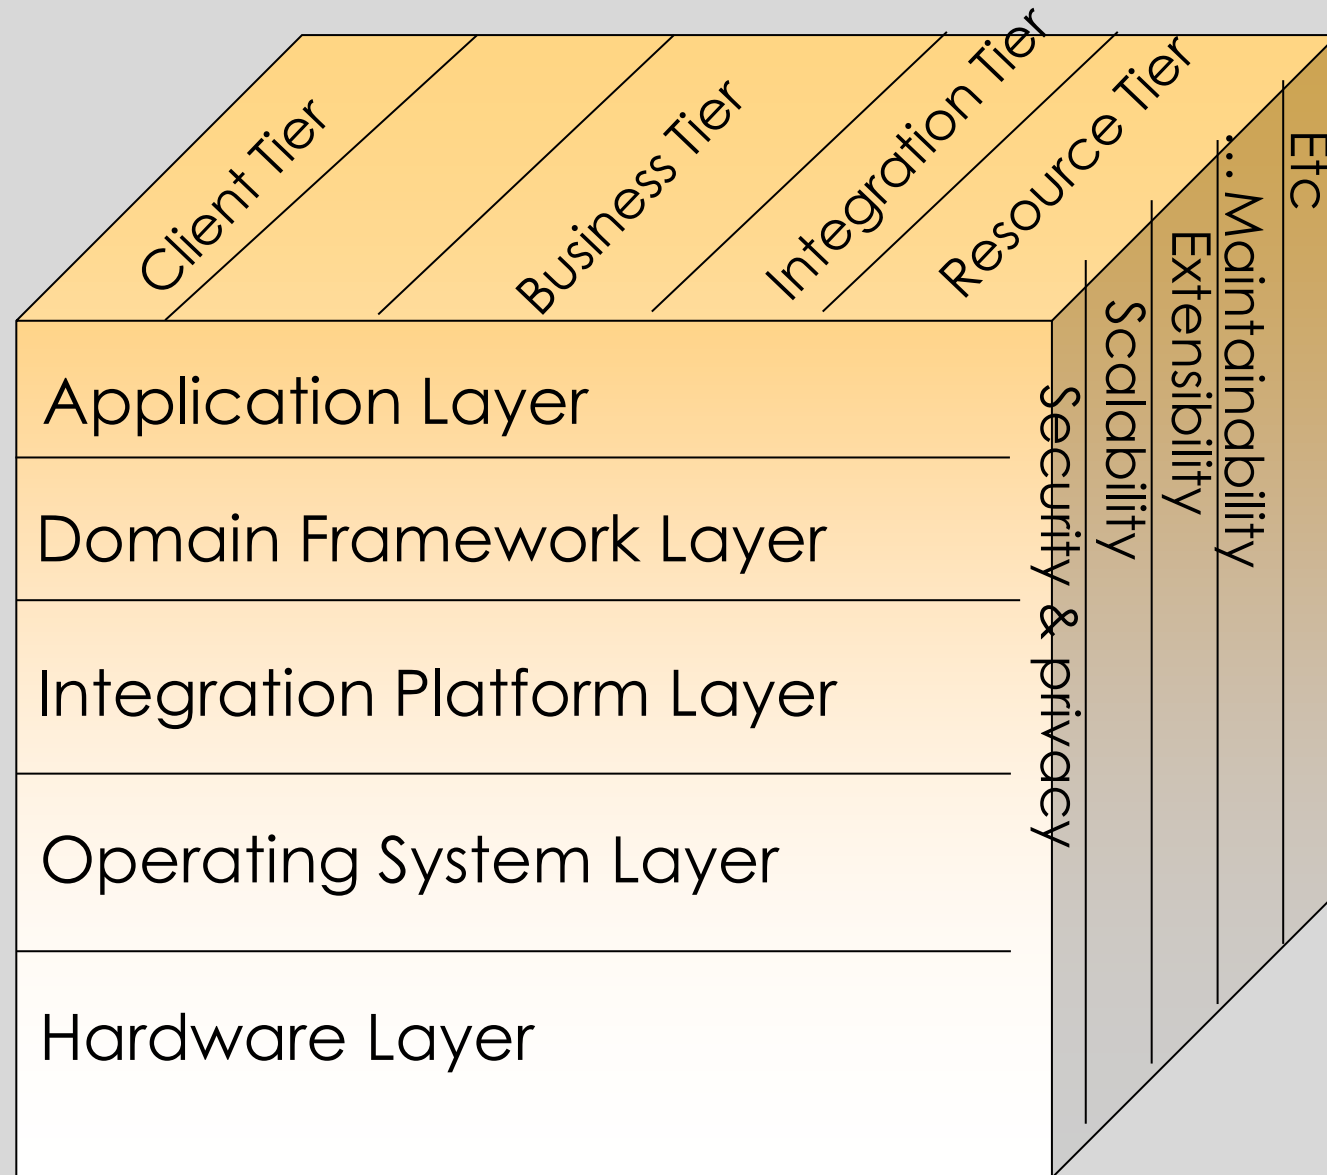 Client Tier
Business Tier
Integration Tier
Resource Tier
Application Layer
Domain Framework Layer
Integration Platform Layer
Operating System Layer
Hardware Layer
Security & privacy
Scalability
Extensibility
...Maintainability
Etc